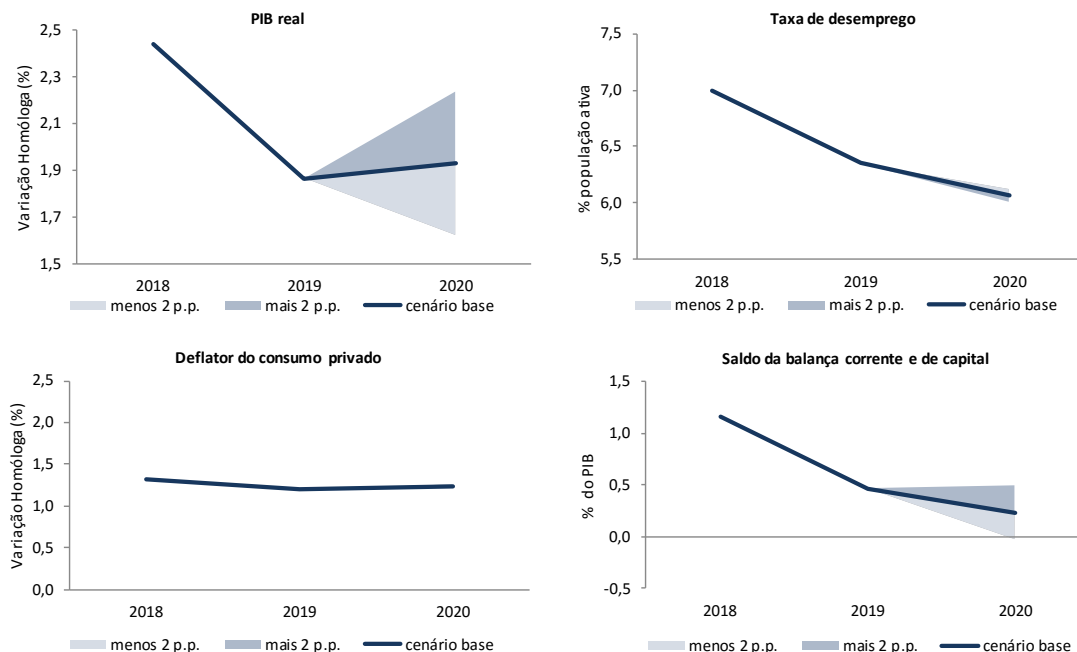 PIB real
Variação Homóloga (%)
2,5
2,3
2,1
1,9
1,7
1,5
2018
2019
2020
menos 2 p.p.
mais 2 p.p.
cenário base
Taxa de desemprego
% população ativa
7,5
7,0
6,5
6,0
5,5
2018
2019
2020
menos 2 p.p.
mais 2 p.p.
cenário base
Deflator do consumo privado
Variação Homóloga (%)
2,5
2,0
1,5
1,0
0,5
0,0
2018
2019
2020
menos 2 p.p.
mais 2 p.p.
cenário base
Saldo da balança corrente e de capital
% do PIB
1,5
1,0
0,5
0,0
-0,5
2018
2019
2020
menos 2 p.p.
mais 2 p.p.
cenário base